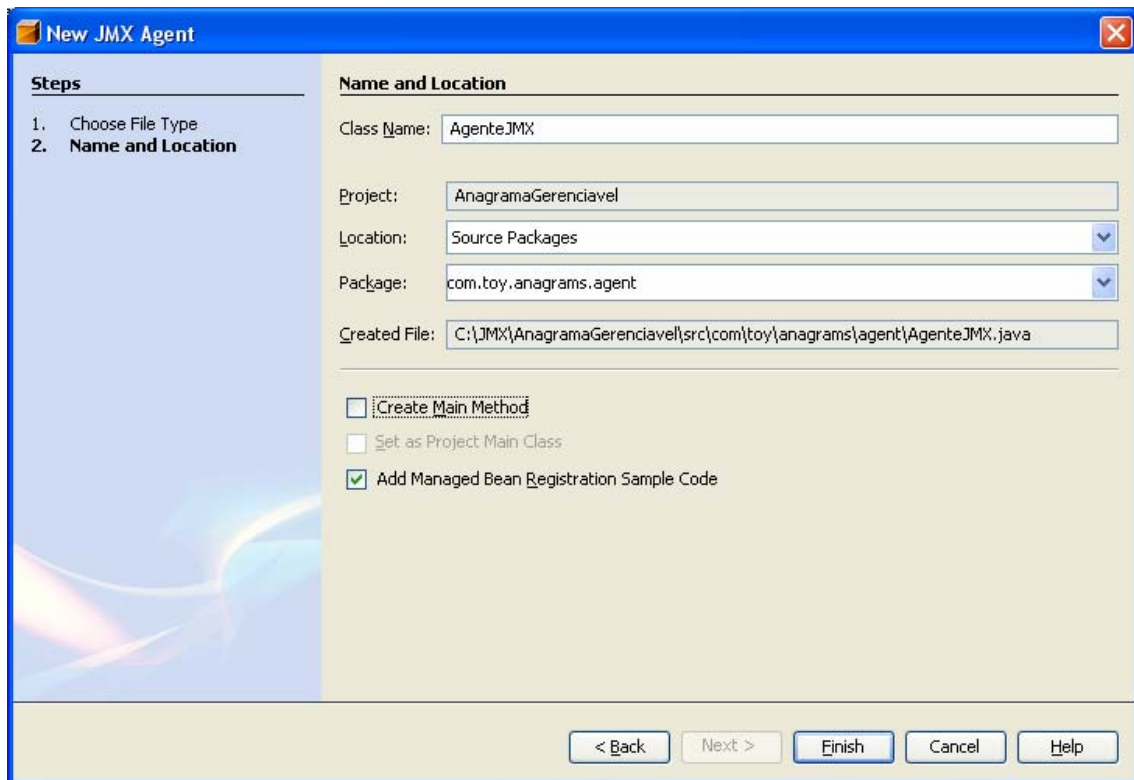 New JMX Agent
Steps
1. Choose File Type
2. Name and Location
Name and Location
Class Name: AgenteJMX
Project: AnagramaGerenciavel
Location: Source Packages
Package: com.toy.anagrams.agent
Created File: C:\JMX\AnagramaGerenciavel\src\com\toy\anagrams\agent\AgenteJMX.java
Create Main Method
Set as Project Main Class
Add Managed Bean Registration Sample Code
< Back Next > Finish Cancel Help